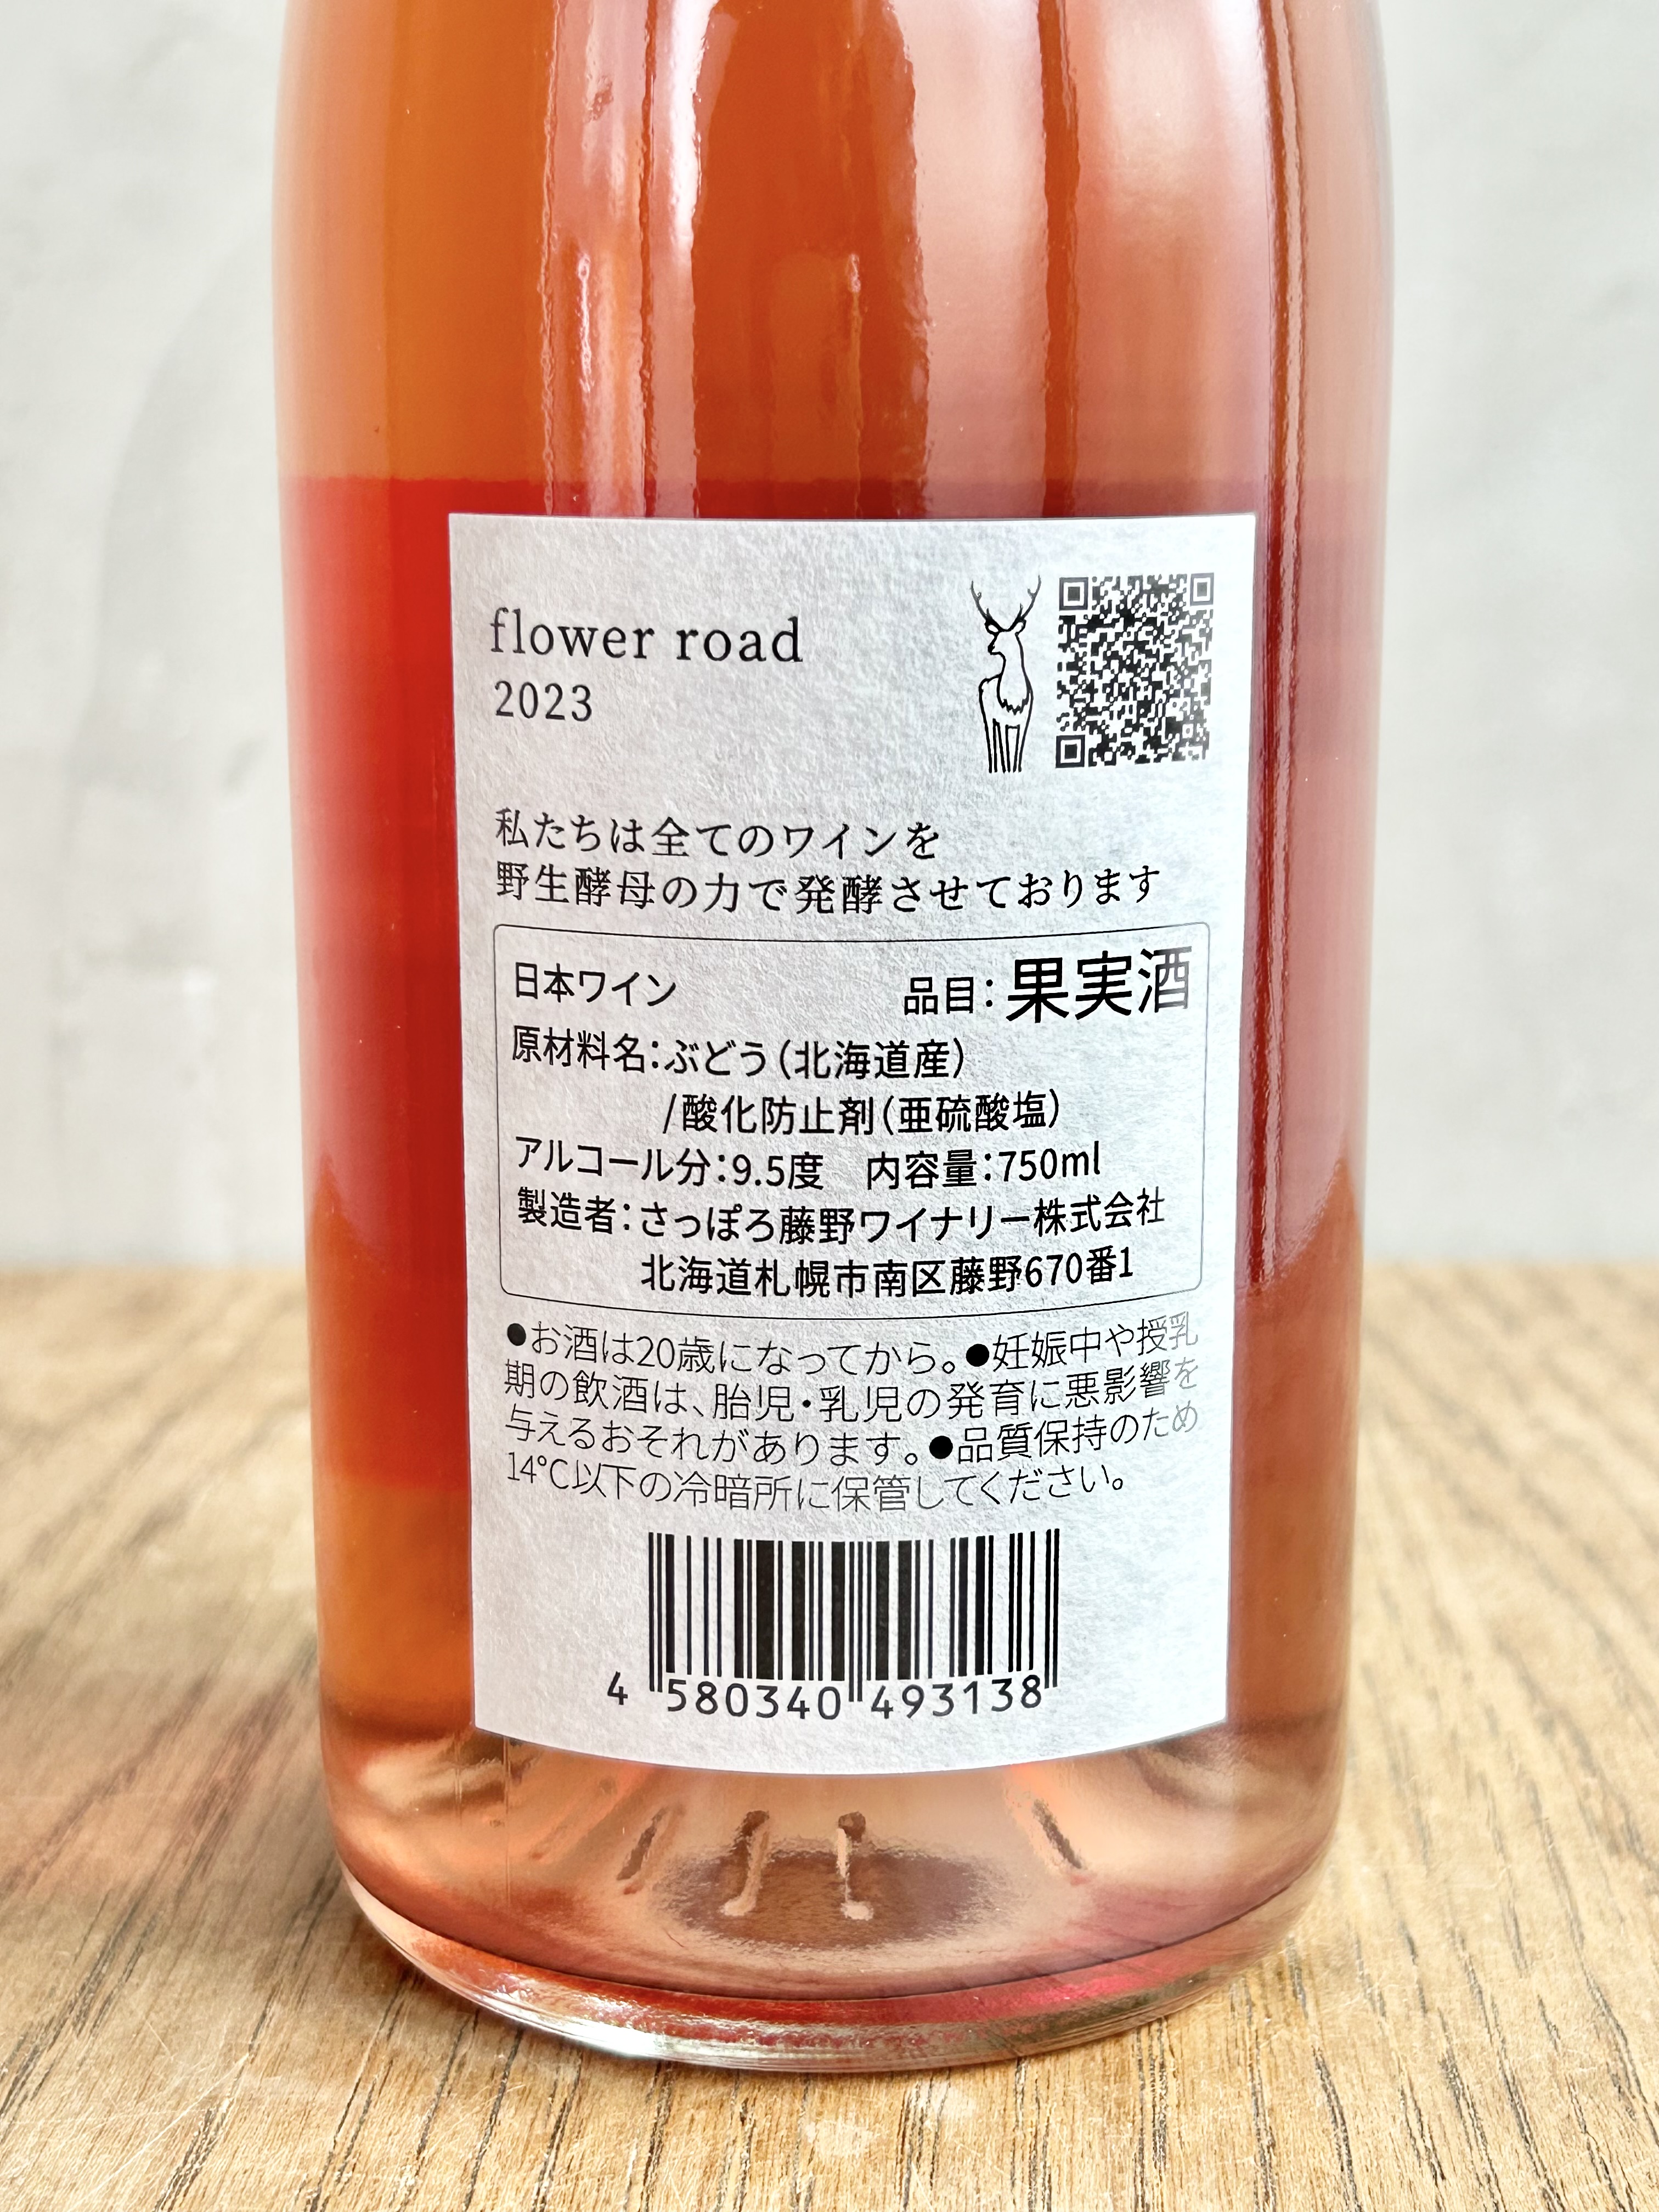 flower road
2023
私たちは全てのワインを
野生酵母の力で発酵させております
日本ワイン 品目：果実酒
原材料名：ぶどう（北海道産）
/酸化防止剤（亜硫酸塩）
アルコール分：9.5度 内容量：750ml
製造者：さっぽろ藤野ワイナリー株式会社
北海道札幌市南区藤野670番1
●お酒は20歳になってから。●妊娠中や授乳
期の飲酒は、胎児・乳児の発育に悪影響を
与えるおそれがあります。●品質保持のため
14℃以下の冷暗所に保管してください。
4 580340 493138